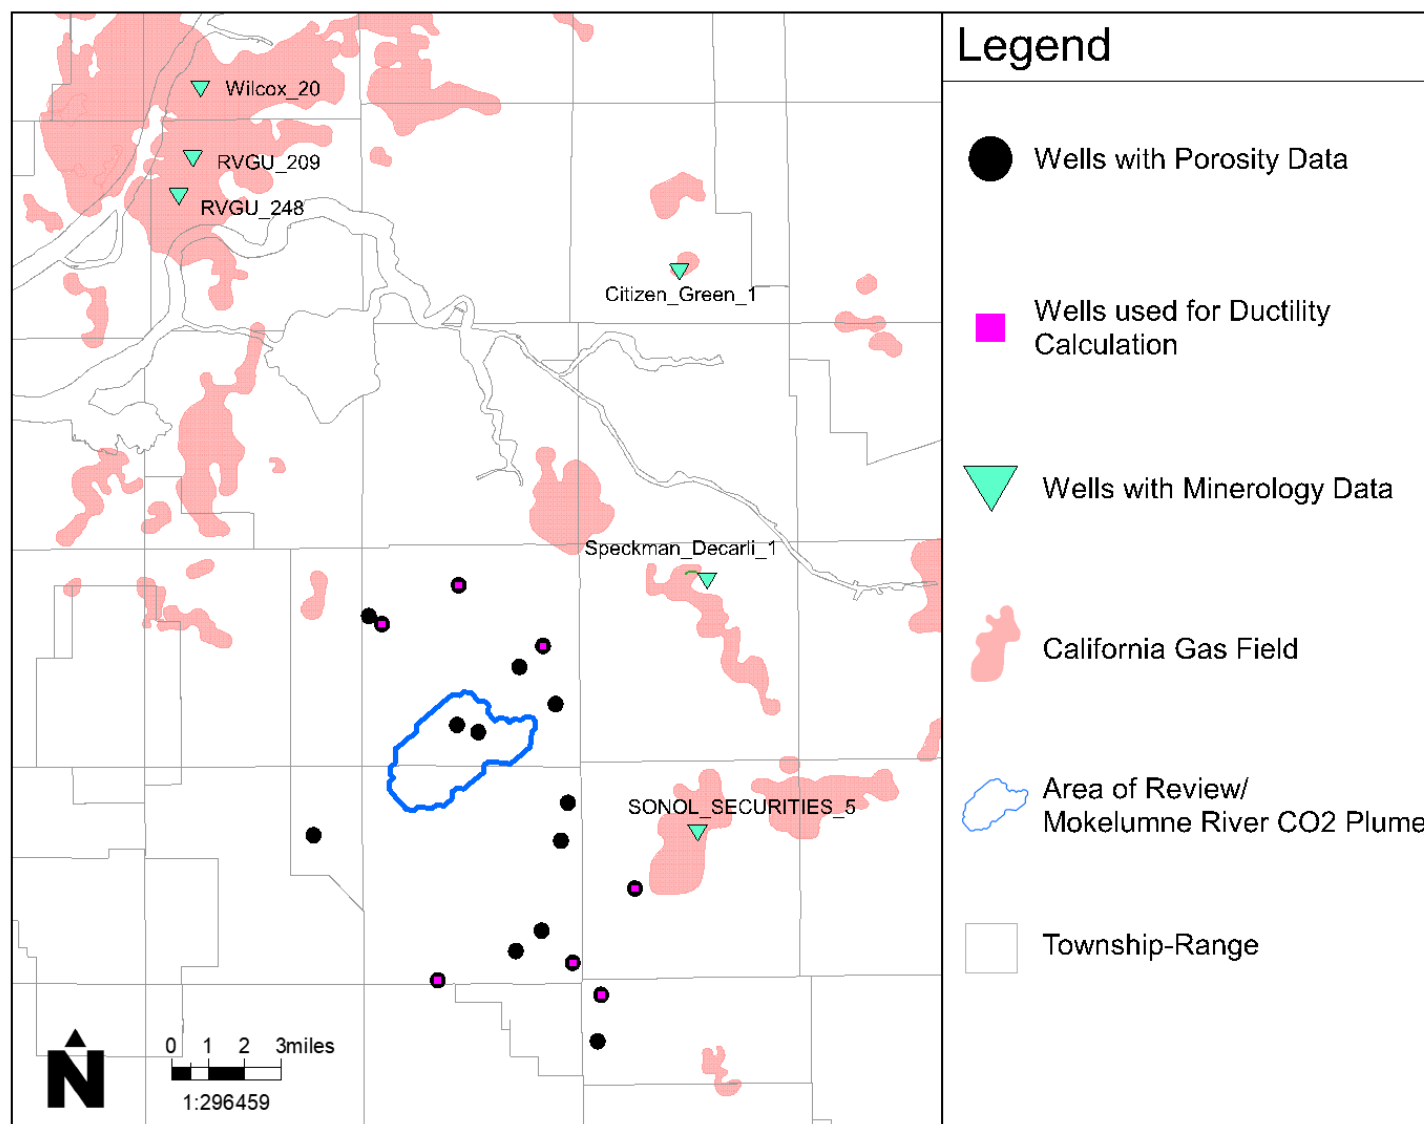 Legend
Wilcox_20
RVGU_209
RVGU_248
Citizen_Green_1
Speckman_Decarli_1
SONOL_SECURITIES_5
Wells with Porosity Data
Wells used for Ductility
Calculation
Wells with Minerology Data
California Gas Field
Area of Review/
Mokelumne River CO2 Plume
Township-Range
N
0 1 2 3miles
1:296459